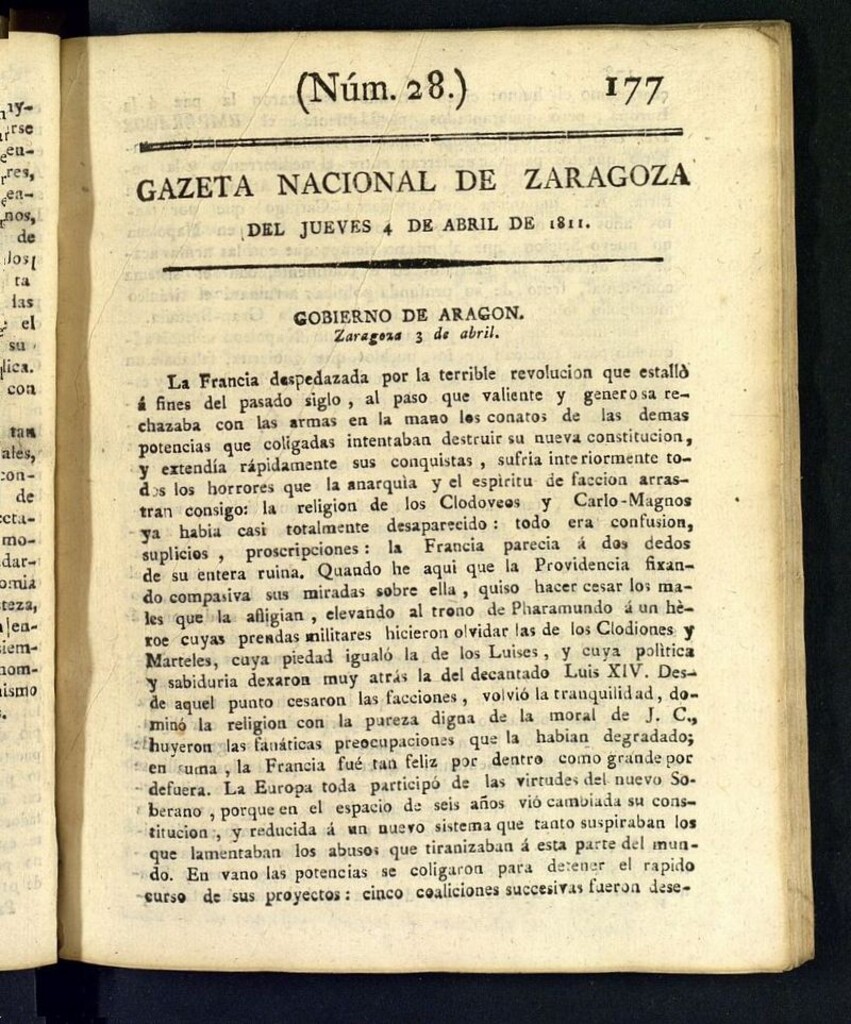 (Núm. 28.) 177
GAZETA NACIONAL DE ZARAGOZA
DEL JUEVES 4 DE ABRIL DE 1811.
GOBIERNO DE ARAGON.
Zaragoza 3 de abril.
La Francia despedazada por la terrible revolucion que estalló
á fines del pasado siglo, al paso que valiente y generosa re-
chazaba con las armas en la mano los conatos de las demas
potencias que coligadas intentaban destruir su nueva constitucion,
y extendía rápidamente sus conquistas, sufria interiormente to-
dos los horrores que la anarquia y el espiritu de faccion arras-
tran consigo: la religion de los Clodoveos y Carlo-Magnos
ya habia casi totalmente desaparecido: todo era confusion,
suplicios, proscripciones: la Francia parecia á dos dedos
de su entera ruina. Quando he aqui que la Providencia fixan-
do compasiva sus miradas sobre ella, quiso hacer cesar los ma-
les que la afligian, elevando al trono de Pharamundo á un hé-
roe cuyas prendas militares hicieron olvidar las de los Clodiones y
Marteles, cuya piedad igualó la de los Luises, y cuya politica
y sabiduria dexaron muy atrás la del decantado Luis XIV. Des-
de aquel punto cesaron las facciones, volvió la tranquilidad, do-
minó la religion con la pureza digna de la moral de J. C.,
huyeron las fanáticas preocupaciones que la habian degradado;
en suma, la Francia fué tan feliz por dentro como grande por
defuera. La Europa toda participó de las virtudes del nuevo So-
berano, porque en el espacio de seis años vió cambiada su cons-
titucion, y reducida á un nuevo sistema que tanto suspiraban los
que lamentaban los abusos que tiranizaban á esta parte del mun-
do. En vano las potencias se coligaron para detener el rapido
curso de sus proyectos: cinco coaliciones succesivas fueron dese-
de
ta
las
el
su
con
tan
de